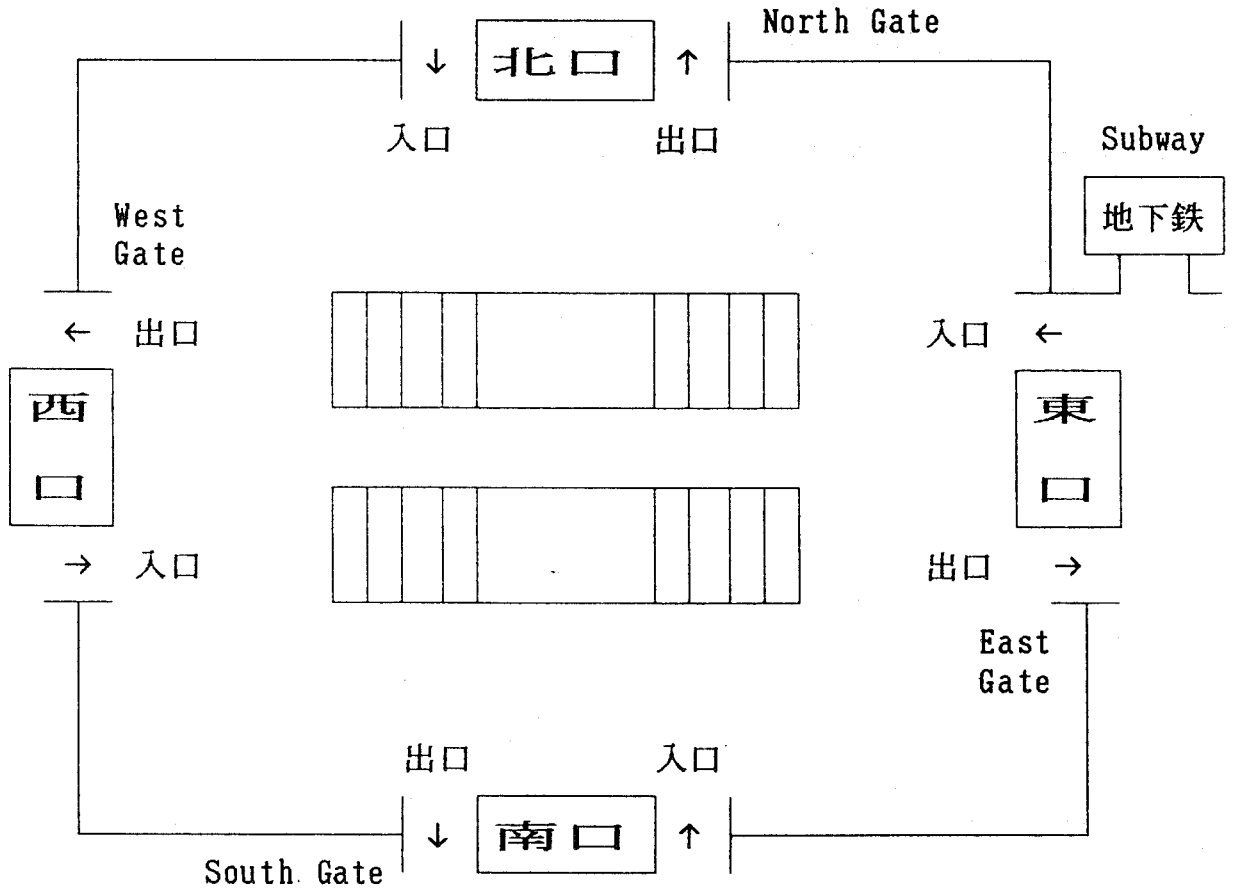 North Gate
↓ 北口 ↑
入口 出口
Subway
地下鉄
West
Gate
← 出口
入口 ←
西
口
東
口
→ 入口
出口 →
East
Gate
出口 入口
↓ 南口 ↑
South Gate